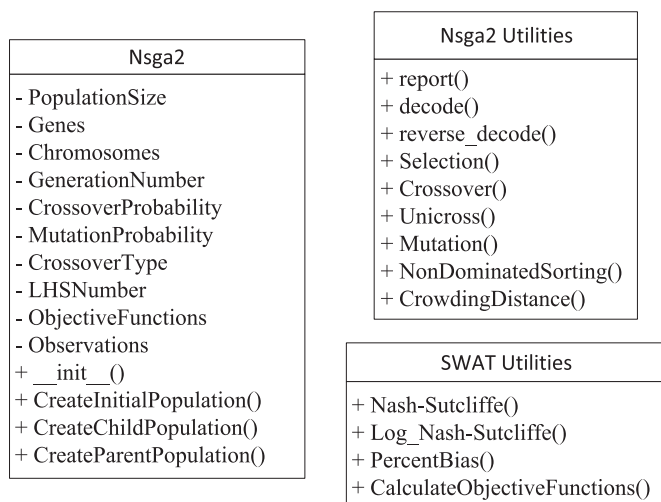 Nsga2
- PopulationSize
- Genes
- Chromosomes
- GenerationNumber
- CrossoverProbability
- MutationProbability
- CrossoverType
- LHSNumber
- ObjectiveFunctions
- Observations
+ __init__()
+ CreateInitialPopulation()
+ CreateChildPopulation()
+ CreateParentPopulation()
Nsga2 Utilities
+ report()
+ decode()
+ reverse_decode()
+ Selection()
+ Crossover()
+ Unicross()
+ Mutation()
+ NonDominatedSorting()
+ CrowdingDistance()
SWAT Utilities
+ Nash-Sutcliffe()
+ Log_Nash-Sutcliffe()
+ PercentBias()
+ CalculateObjectiveFunctions()